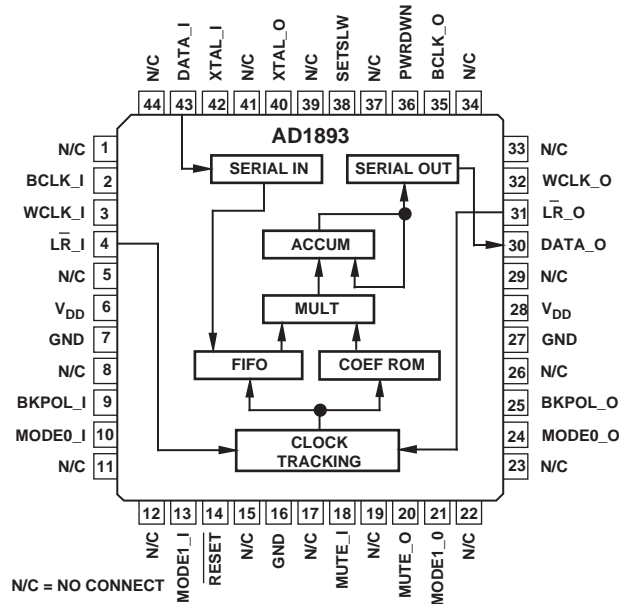 N/C
DATA_I
XTAL_I
N/C
XTAL_O
N/C
SETSLW
N/C
PWRDWN
BCLK_O
N/C
44 43 42 41 40 39 38 37 36 35 34
AD1893
N/C 1
BCLK_I 2
WCLK_I 3
LR_I 4
N/C 5
VDD 6
GND 7
N/C 8
BKPOL_I 9
MODE0_I 10
N/C 11
SERIAL IN
SERIAL OUT
ACCUM
MULT
FIFO
COEF ROM
CLOCK
TRACKING
33 N/C
32 WCLK_O
31 LR_O
30 DATA_O
29 N/C
28 VDD
27 GND
26 N/C
25 BKPOL_O
24 MODE0_O
23 N/C
12 13 14 15 16 17 18 19 20 21 22
N/C
MODE1_I
RESET
N/C
GND
N/C
MUTE_I
N/C
MUTE_O
MODE1_0
N/C
N/C = NO CONNECT